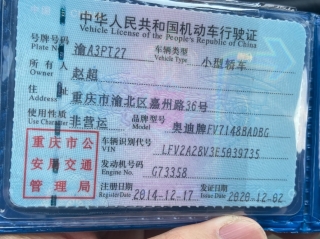 中华人民共和国机动车行驶证
Vehicle License of the People's Republic of China
号牌号码 渝A3PT27 车辆类型 小型轿车
Plate No. Vehicle Type
所有人 赵超
住址 重庆市渝北区嘉州路36号
使用性质 非营运 品牌型号 奥迪牌FV7148BADBG
Use Character
重庆市公安局交通管理局
车辆识别代号 LFV2A28V3E5039735
VIN
发动机号码 G73358
Engine No.
注册日期 2014-12-17 发证日期 2020-12-02
Register Date Issue Date